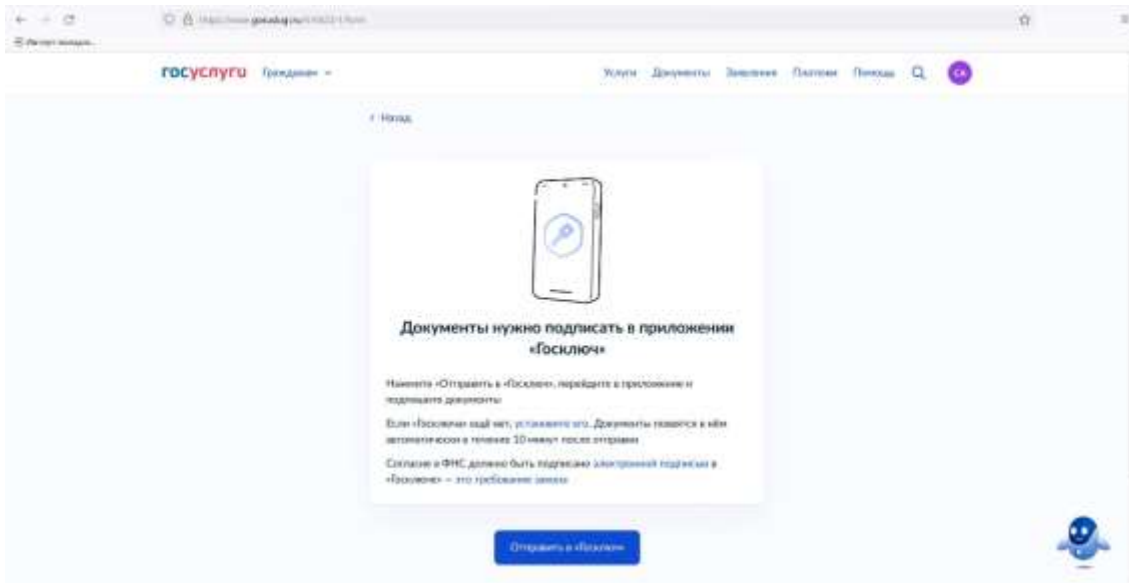 госуслуги Гражданам
Услуги Документы Заявления Платежи Помощь
Назад
Документы нужно подписать в приложении
«Госключ»
Нажмите «Отправить в «Госключ», перейдите в приложение и
подпишите документы
Если «Госключа» ещё нет, установите его. Документы появятся в нём
автоматически в течение 10 минут после отправки
Согласие в ФНС должно быть подписано электронной подписью в
«Госключе» – это требование закона
Отправить в «Госключ»